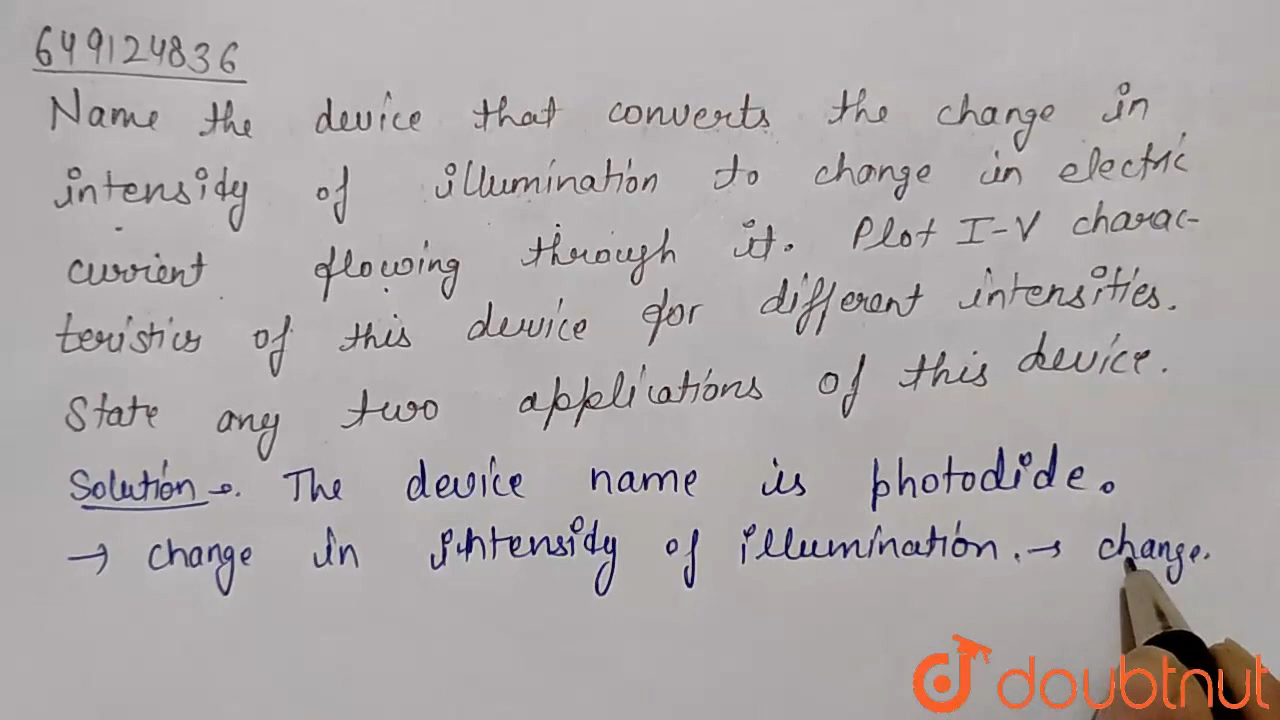 649124836
Name the device that converts the change in
intensidy of illumination to change in electric
current flowing through it. Plot I-V charac-
teristics of this device for different intensities.
State any two applications of this device.
Solution →. The device name is photodide.
→ change in intensidy of illumination. → change.
doubtnut